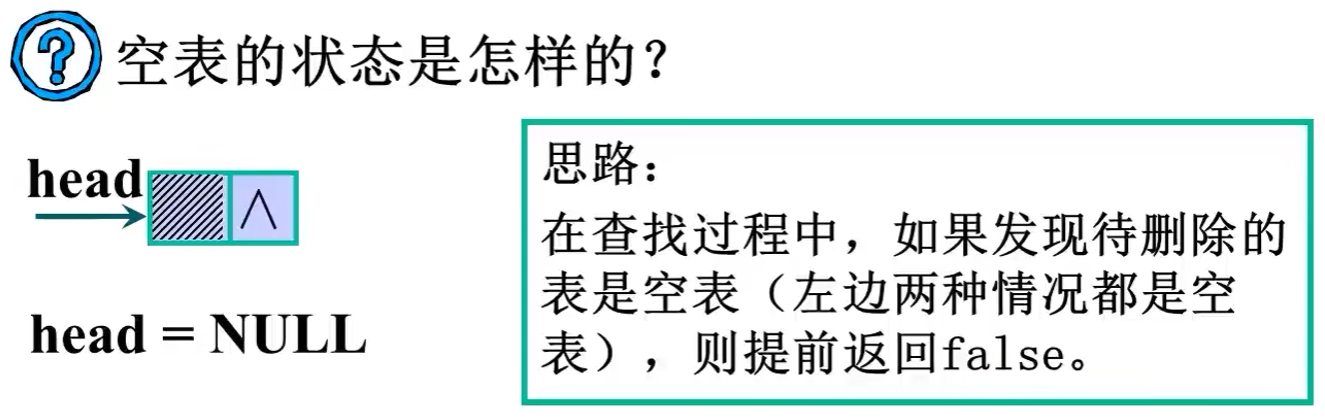 ?
空表的状态是怎样的？
head
∧
head = NULL
思路：
在查找过程中，如果发现待删除的
表是空表（左边两种情况都是空
表），则提前返回false。